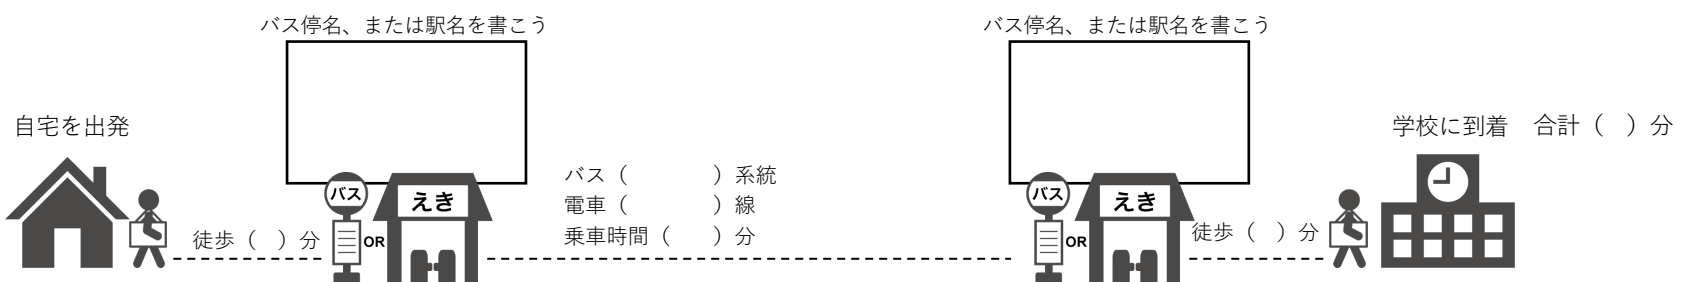 バス停名、または駅名を書こう
バス停名、または駅名を書こう
自宅を出発
学校に到着　合計（　）分
バス（　　　　）系統
電車（　　　　）線
乗車時間（　　）分
バス
えき
バス
えき
徒歩（　）分
OR
OR
徒歩（　）分